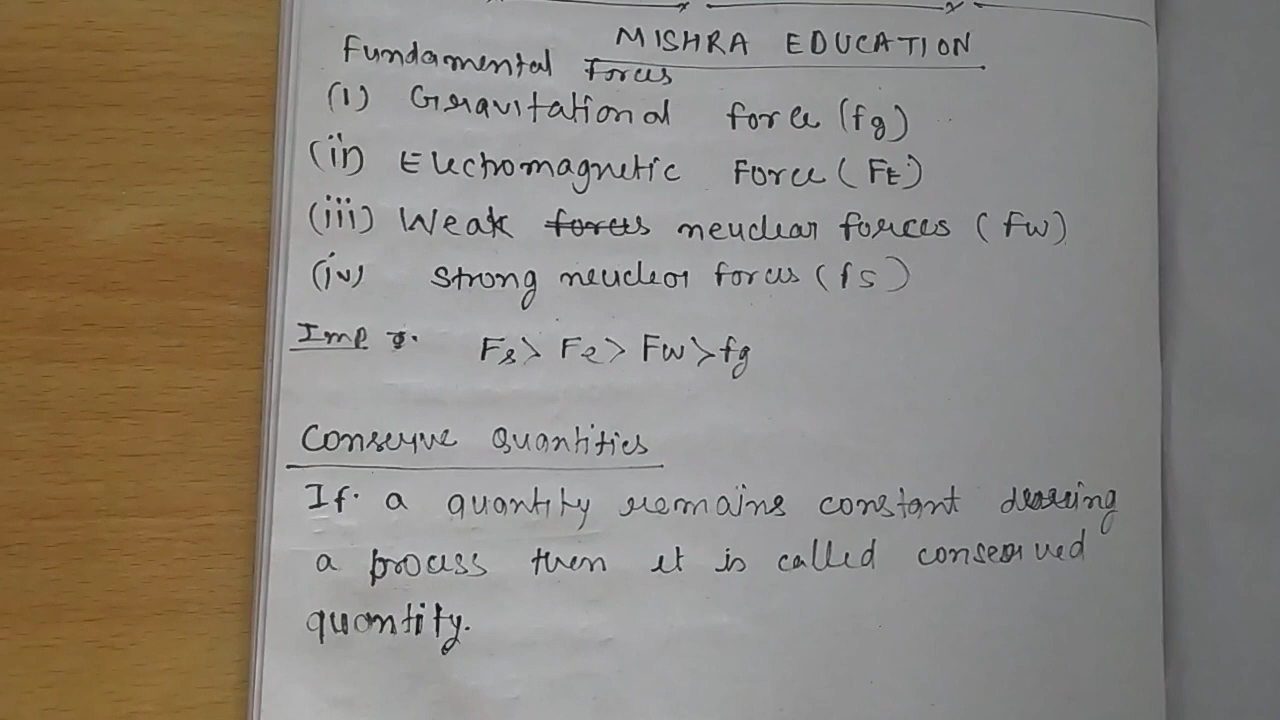 MISHRA EDUCATION
Fundamental Forces
(i) Gravitational force (fg)
(ii) Electromagnetic Force (FE)
(iii) Weak forces neuclear forces (fw)
(iv) Strong neuclear forces (fs)
Imp Fs> Fe> Fw>fg
Conserve Quantities
If a quantity remains constant during
a process then it is called conserved
quantity.